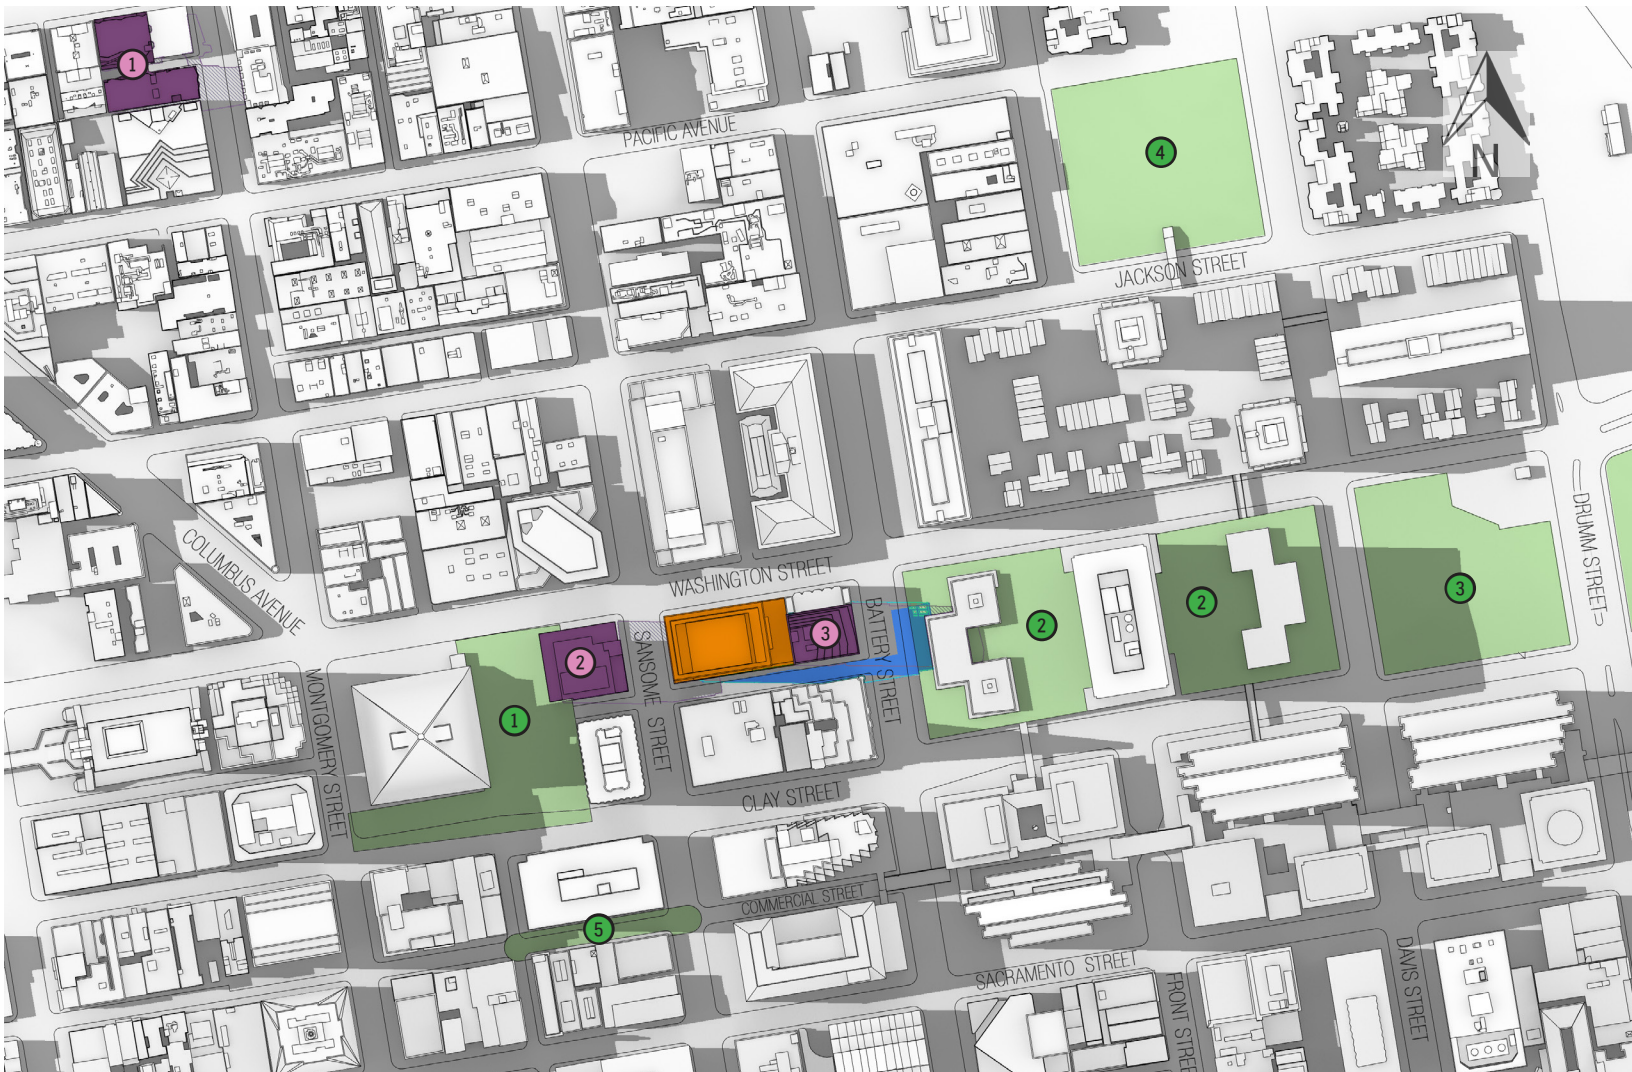 1
PACIFIC AVENUE
4
N
JACKSON STREET
COLUMBUS AVENUE
WASHINGTON STREET
DRUMM STREET
2
3
2
3
BATTERY STREET
SANSOME STREET
2
1
MONTGOMERY STREET
CLAY STREET
COMMERCIAL STREET
5
SACRAMENTO STREET
FRONT STREET
DAVIS STREET